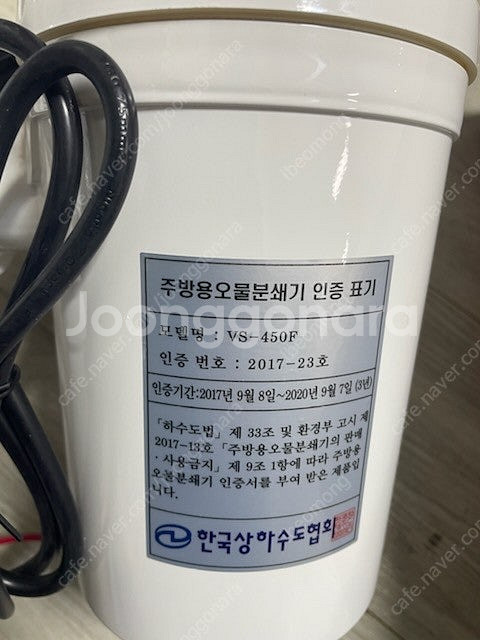 주방용오물분쇄기 인증 표기
모델명 : VS-450F
인증 번호 : 2017-23호
인증기간:2017년 9월 8일~2020년 9월 7일 (3년)
「하수도법」 제 33조 및 환경부 고시 제
2017-13호 「주방용오물분쇄기의 판매
·사용금지」 제 9조 1항에 따라 주방용
오물분쇄기 인증서를 부여 받은 제품입
니다.
한국상하수도협회
Joonggonara
cafe.naver.com/joonggonara